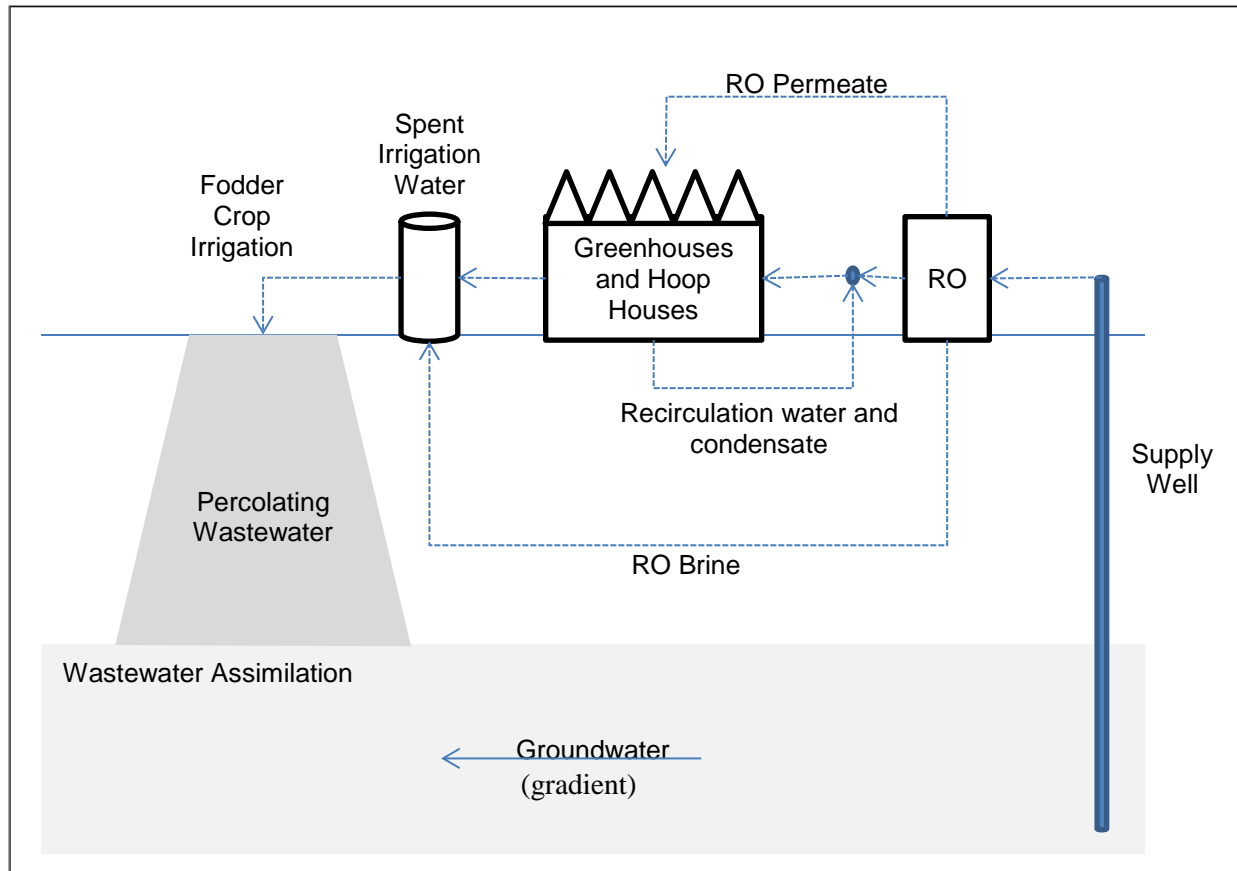 RO Permeate
Spent
Irrigation
Water
Fodder
Crop
Irrigation
Greenhouses
and Hoop
Houses
RO
Recirculation water and
condensate
Supply
Well
Percolating
Wastewater
RO Brine
Wastewater Assimilation
Groundwater
(gradient)